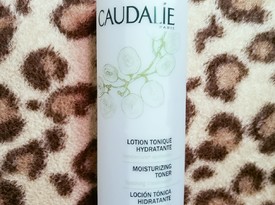 CAUDALIE
PARIS
LOTION TONIQUE
HYDRATANTE
MOISTURIZING
TONER
LOCIÓN TÓNICA
HIDRATANTE